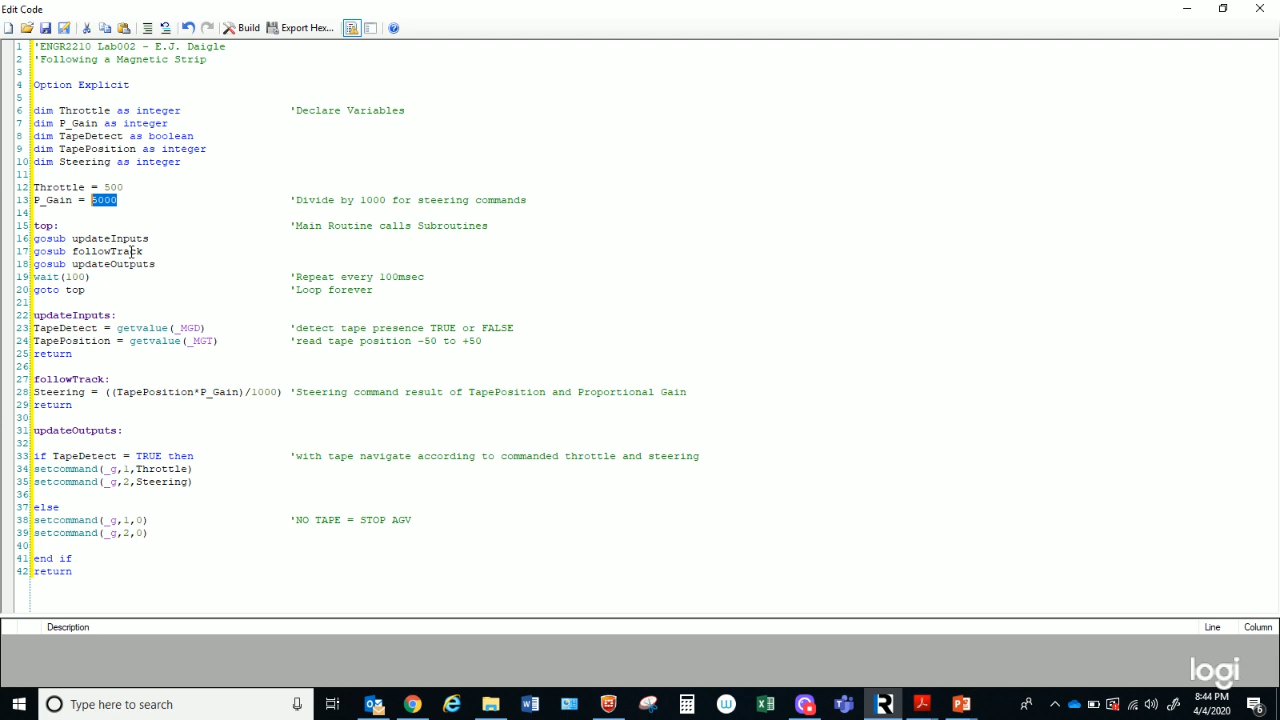 Edit Code
Build Export Hex...
1 'ENGR2210 Lab002 - E.J. Daigle
2 'Following a Magnetic Strip
3
4 Option Explicit
5
6 dim Throttle as integer 'Declare Variables
7 dim P_Gain as integer
8 dim TapeDetect as boolean
9 dim TapePosition as integer
10 dim Steering as integer
11
12 Throttle = 500
13 P_Gain = 5000 'Divide by 1000 for steering commands
14
15 top: 'Main Routine calls Subroutines
16 gosub updateInputs
17 gosub followTrack
18 gosub updateOutputs
19 wait(100) 'Repeat every 100msec
20 goto top 'Loop forever
21
22 updateInputs:
23 TapeDetect = getvalue(_MGD) 'detect tape presence TRUE or FALSE
24 TapePosition = getvalue(_MGT) 'read tape position -50 to +50
25 return
26
27 followTrack:
28 Steering = ((TapePosition*P_Gain)/1000) 'Steering command result of TapePosition and Proportional Gain
29 return
30
31 updateOutputs:
32
33 if TapeDetect = TRUE then 'with tape navigate according to commanded throttle and steering
34 setcommand(_g,1,Throttle)
35 setcommand(_g,2,Steering)
36
37 else
38 setcommand(_g,1,0) 'NO TAPE = STOP AGV
39 setcommand(_g,2,0)
40
41 end if
42 return
Description Line Column
logi
Type here to search
8:44 PM
4/4/2020
6